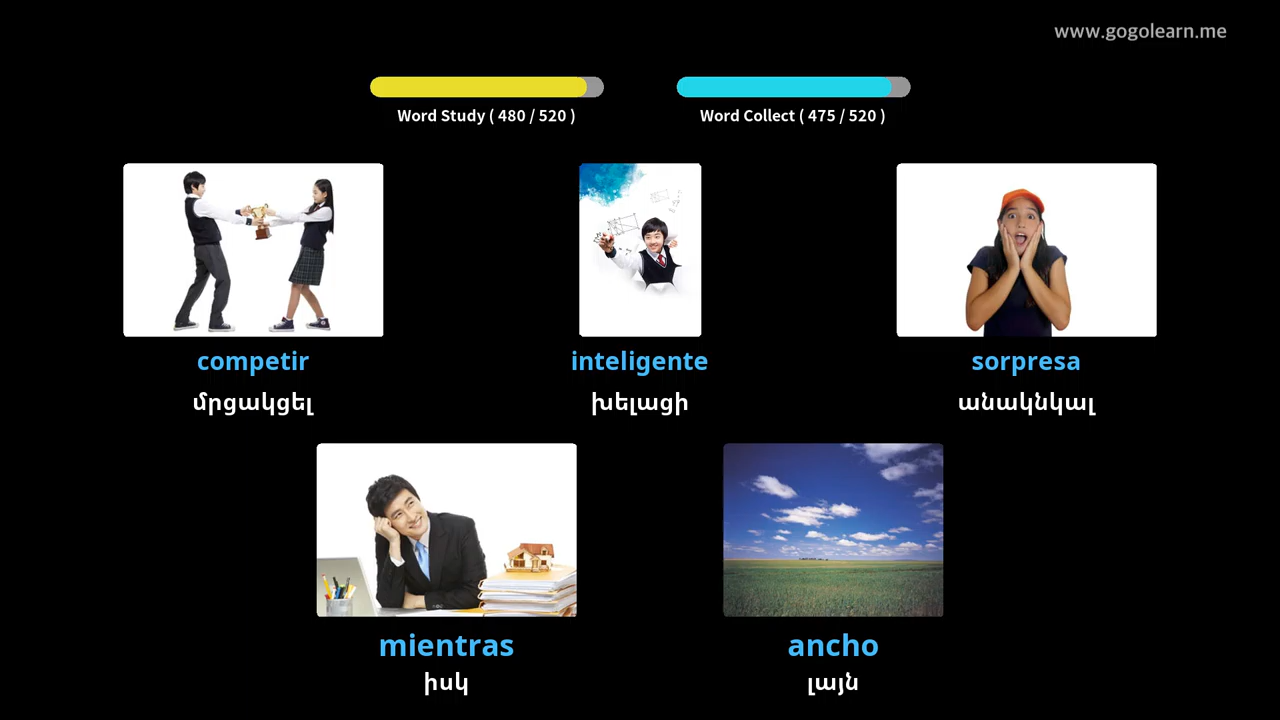 www.gogolearn.me
Word Study ( 480 / 520 )
Word Collect ( 475 / 520 )
competir
inteligente
sorpresa
մրցակցել
խելացի
անակնկալ
mientras
ancho
իսկ
լայն